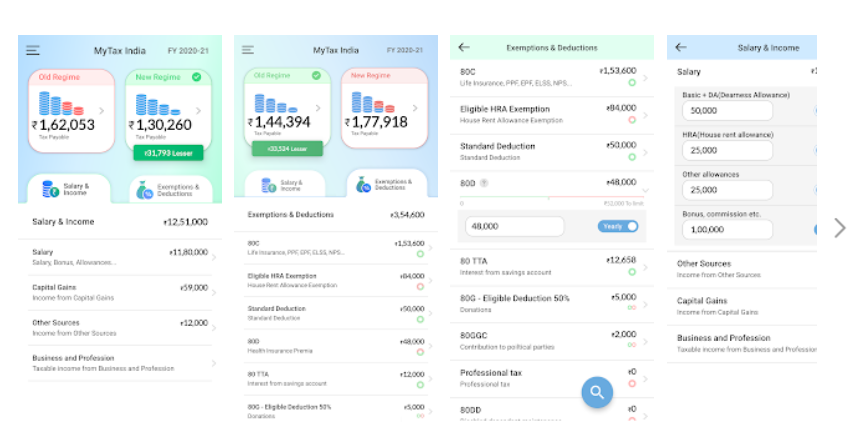 MyTax India FY 2020-21
Old Regime
New Regime
₹1,62,053
Tax Payable
₹1,30,260
Tax Payable
₹31,793 Lesser
Salary &
Income
Exemptions &
Deductions
Salary & Income ₹12,51,000
Salary ₹11,80,000
Salary, Bonus, Allowances...
Capital Gains ₹59,000
Income from Capital Gains
Other Sources ₹12,000
Income from Other Sources
Business and Profession
Taxable income from Business and Profession
MyTax India FY 2020-21
Old Regime
New Regime
₹1,44,394
Tax Payable
₹1,77,918
Tax Payable
₹33,524 Lesser
Salary &
Income
Exemptions &
Deductions
Exemptions & Deductions ₹3,54,600
80C ₹1,53,600
Life Insurance, PPF, EPF, ELSS, NPS...
Eligible HRA Exemption ₹84,000
House Rent Allowance Exemption
Standard Deduction ₹50,000
Standard Deduction
80D ₹48,000
Health Insurance Premia
80 TTA ₹12,000
Interest from savings account
80G - Eligible Deduction 50% ₹5,000
Donations
Exemptions & Deductions
80C ₹1,53,600
Life Insurance, PPF, EPF, ELSS, NPS...
Eligible HRA Exemption ₹84,000
House Rent Allowance Exemption
Standard Deduction ₹50,000
Standard Deduction
80D ? ₹48,000
0
48,000 Yearly
80 TTA ₹12,658
Interest from savings account
80G - Eligible Deduction 50% ₹5,000
Donations
80GGC ₹2,000
Contribution to political parties
Professional tax ₹0
Professional tax
80DD ₹0
Salary & Income
Salary
Basic + DA(Dearness Allowance)
50,000
HRA(House rent allowance)
25,000
Other allowances
25,000
Bonus, commission etc.
1,00,000
Other Sources
Income from Other Sources
Capital Gains
Income from Capital Gains
Business and Profession
Taxable income from Business and Profession